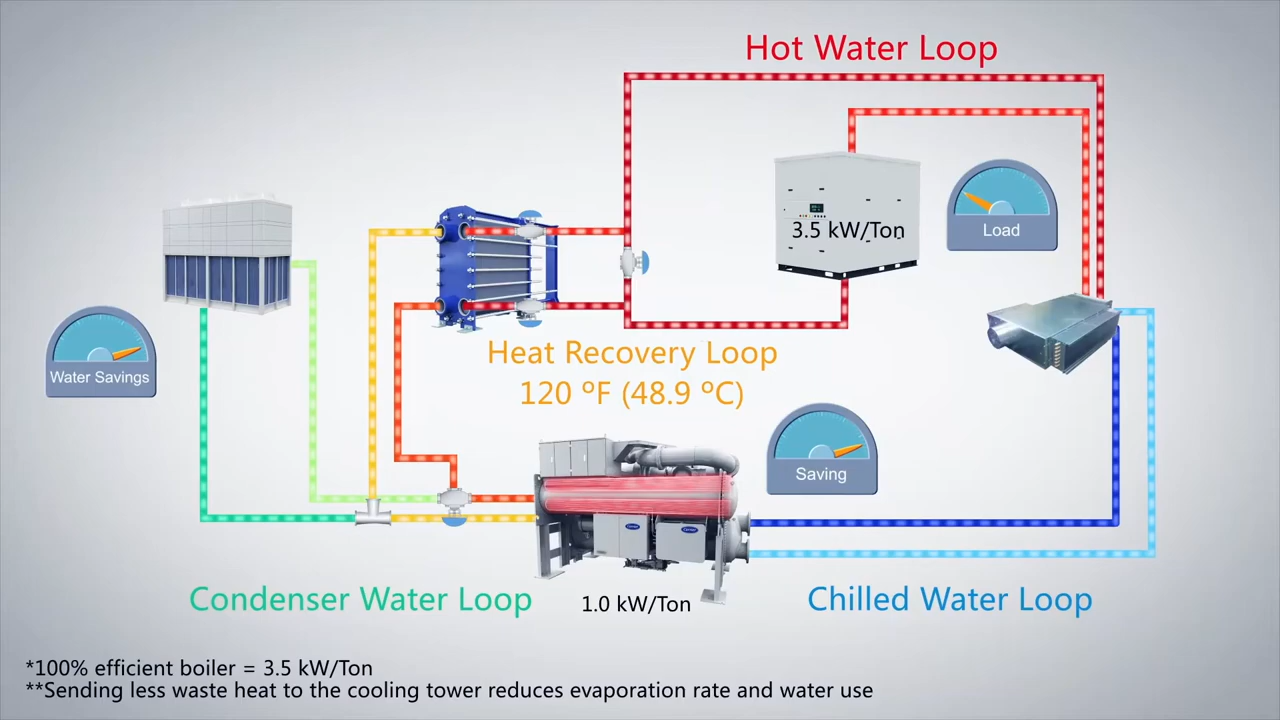 Hot Water Loop
3.5 kW/Ton
Load
Water Savings
Heat Recovery Loop
120 ºF (48.9 ºC)
Saving
Carrier
Carrier
Condenser Water Loop
1.0 kW/Ton
Chilled Water Loop
*100% efficient boiler = 3.5 kW/Ton
**Sending less waste heat to the cooling tower reduces evaporation rate and water use